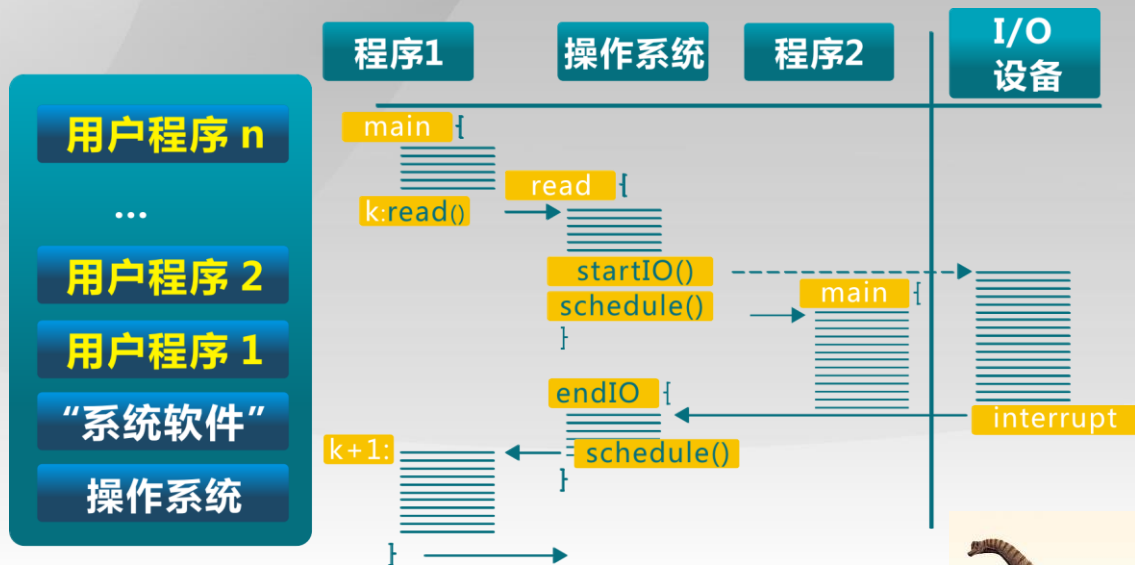 用户程序 n
...
用户程序 2
用户程序 1
“系统软件”
操作系统
程序1
操作系统
程序2
I/O
设备
main {
k:read()
read {
startIO()
schedule()
}
main {
interrupt
endIO {
schedule()
}
k+1:
}